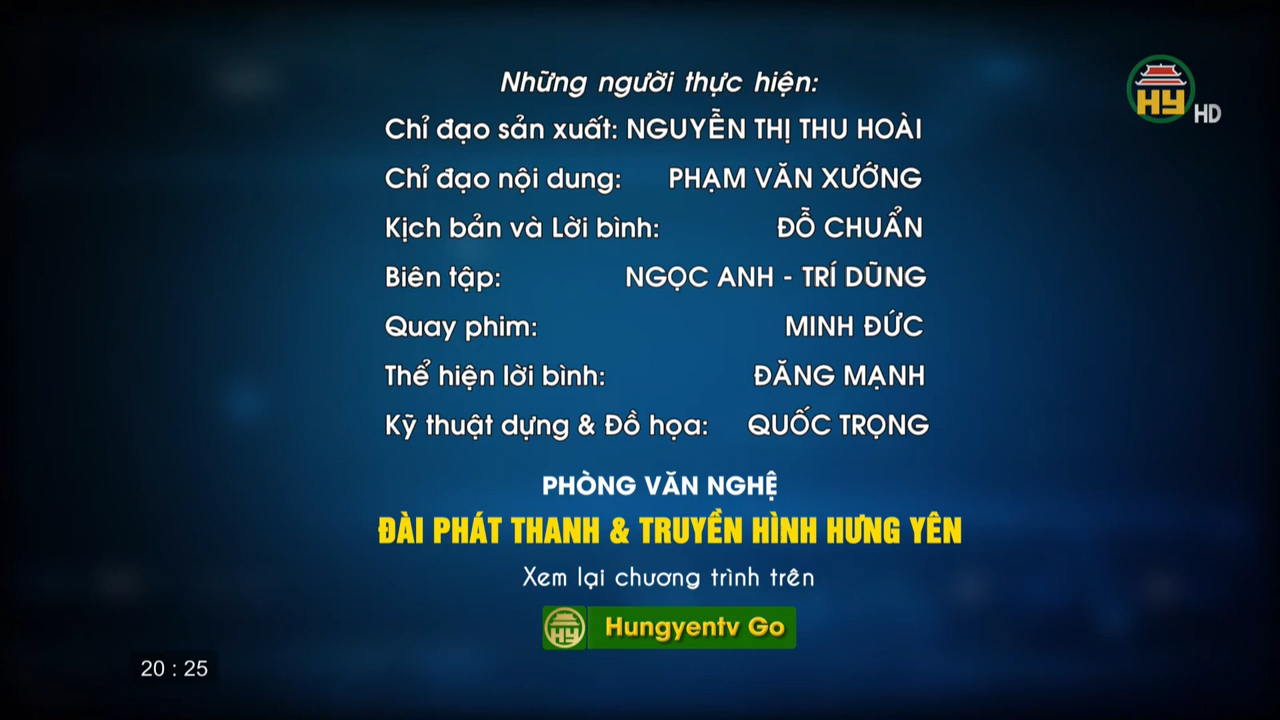 Những người thực hiện:
Chỉ đạo sản xuất: NGUYỄN THỊ THU HOÀI
Chỉ đạo nội dung: PHẠM VĂN XƯỚNG
Kịch bản và Lời bình: ĐỖ CHUẨN
Biên tập: NGỌC ANH - TRÍ DŨNG
Quay phim: MINH ĐỨC
Thể hiện lời bình: ĐĂNG MẠNH
Kỹ thuật dựng & Đồ họa: QUỐC TRỌNG
PHÒNG VĂN NGHỆ
ĐÀI PHÁT THANH & TRUYỀN HÌNH HƯNG YÊN
Xem lại chương trình trên
HY Hungyentv Go
HY HD
20 : 25